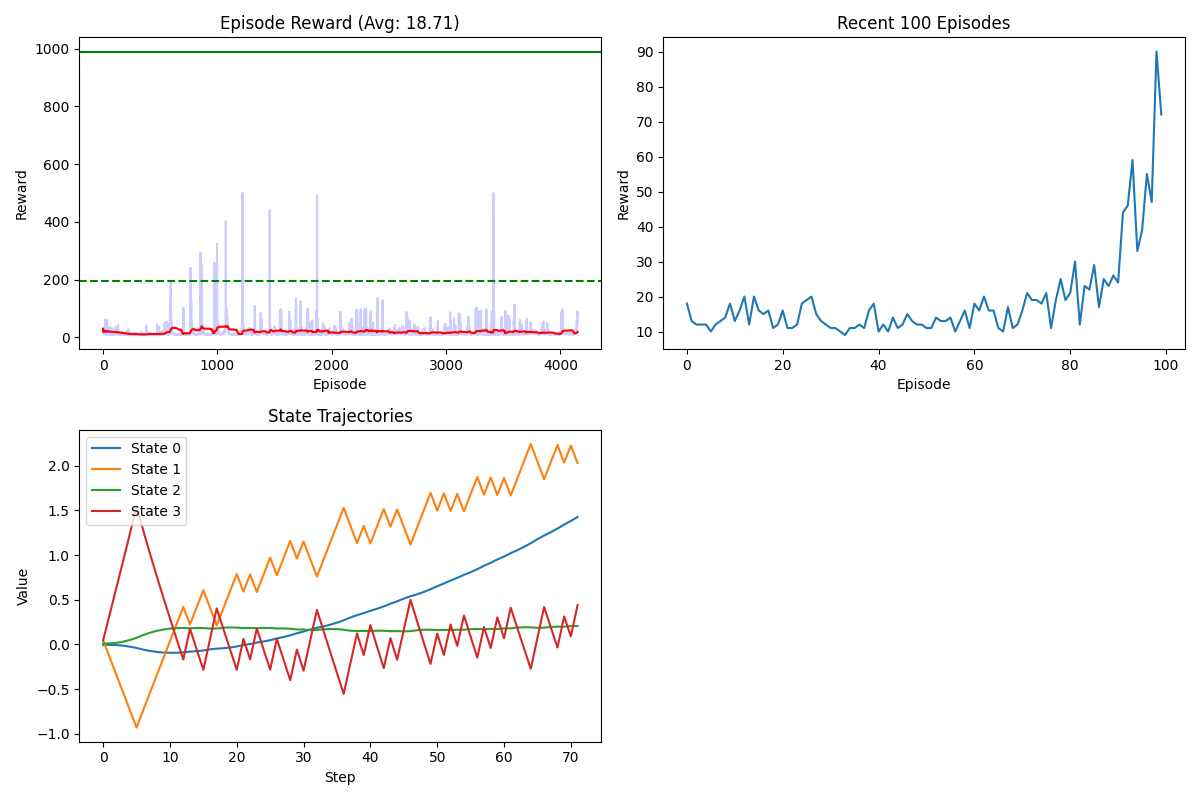 Episode Reward (Avg: 18.71)
1000
800
600
400
200
0
Reward
0 1000 2000 3000 4000
Episode
Recent 100 Episodes
90
80
70
60
50
40
30
20
10
Reward
0 20 40 60 80 100
Episode
State Trajectories
2.0
1.5
1.0
0.5
0.0
−0.5
−1.0
Value
State 0
State 1
State 2
State 3
0 10 20 30 40 50 60 70
Step